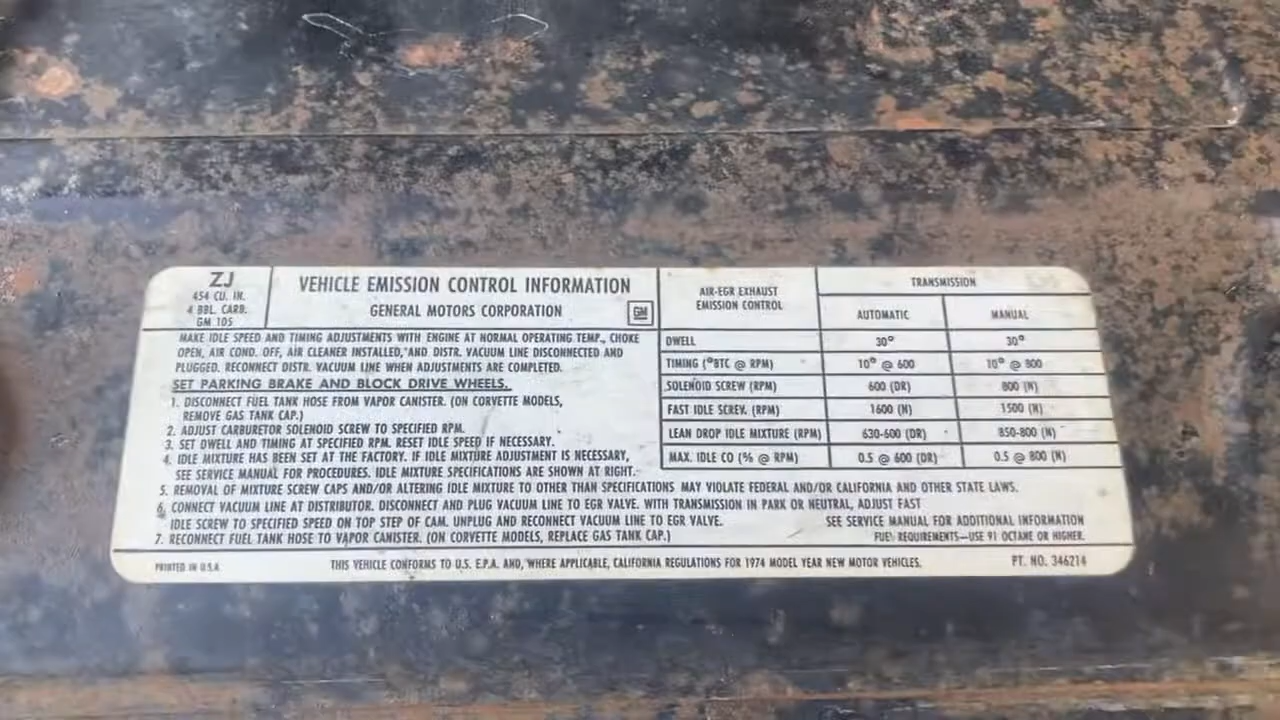 ZJ
454 CU. IN.
4 BBL. CARB.
GM 105
VEHICLE EMISSION CONTROL INFORMATION
GENERAL MOTORS CORPORATION
GM
MAKE IDLE SPEED AND TIMING ADJUSTMENTS WITH ENGINE AT NORMAL OPERATING TEMP., CHOKE
OPEN, AIR COND. OFF, AIR CLEANER INSTALLED, AND DISTR. VACUUM LINE DISCONNECTED AND
PLUGGED. RECONNECT DISTR. VACUUM LINE WHEN ADJUSTMENTS ARE COMPLETED.
SET PARKING BRAKE AND BLOCK DRIVE WHEELS.
1. DISCONNECT FUEL TANK HOSE FROM VAPOR CANISTER. (ON CORVETTE MODELS,
REMOVE GAS TANK CAP.)
2. ADJUST CARBURETOR SOLENOID SCREW TO SPECIFIED RPM.
3. SET DWELL AND TIMING AT SPECIFIED RPM. RESET IDLE SPEED IF NECESSARY.
4. IDLE MIXTURE HAS BEEN SET AT THE FACTORY. IF IDLE MIXTURE ADJUSTMENT IS NECESSARY,
SEE SERVICE MANUAL FOR PROCEDURES. IDLE MIXTURE SPECIFICATIONS ARE SHOWN AT RIGHT.
5. REMOVAL OF MIXTURE SCREW CAPS AND/OR ALTERING IDLE MIXTURE TO OTHER THAN SPECIFICATIONS MAY VIOLATE FEDERAL AND/OR CALIFORNIA AND OTHER STATE LAWS.
6. CONNECT VACUUM LINE AT DISTRIBUTOR. DISCONNECT AND PLUG VACUUM LINE TO EGR VALVE. WITH TRANSMISSION IN PARK OR NEUTRAL, ADJUST FAST
IDLE SCREW TO SPECIFIED SPEED ON TOP STEP OF CAM. UNPLUG AND RECONNECT VACUUM LINE TO EGR VALVE.
7. RECONNECT FUEL TANK HOSE TO VAPOR CANISTER. (ON CORVETTE MODELS, REPLACE GAS TANK CAP.)
AIR-EGR EXHAUST
EMISSION CONTROL
TRANSMISSION
AUTOMATIC MANUAL
DWELL 30° 30°
TIMING (°BTC @ RPM) 10° @ 600 10° @ 800
SOLENOID SCREW (RPM) 600 (DR) 800 (N)
FAST IDLE SCREW. (RPM) 1600 (N) 1500 (N)
LEAN DROP IDLE MIXTURE (RPM) 630-600 (DR) 850-800 (N)
MAX. IDLE CO (% @ RPM) 0.5 @ 600 (DR) 0.5 @ 800 (N)
SEE SERVICE MANUAL FOR ADDITIONAL INFORMATION
FUEL REQUIREMENTS—USE 91 OCTANE OR HIGHER.
PRINTED IN U.S.A.
THIS VEHICLE CONFORMS TO U.S. E.P.A. AND, WHERE APPLICABLE, CALIFORNIA REGULATIONS FOR 1974 MODEL YEAR NEW MOTOR VEHICLES.
PT. NO. 346214